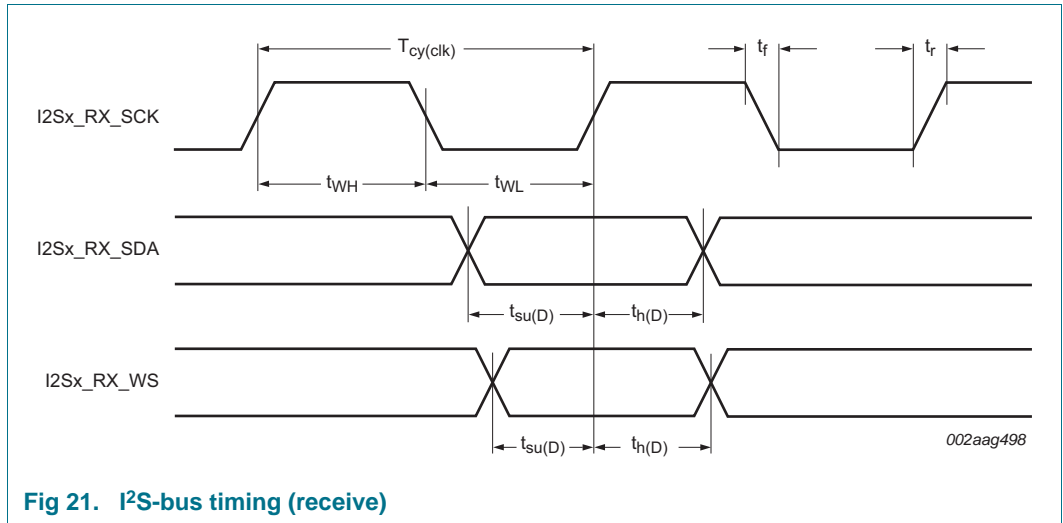 Tcy(clk) tf tr
I2Sx_RX_SCK
tWH tWL
I2Sx_RX_SDA
tsu(D) th(D)
I2Sx_RX_WS
tsu(D) th(D)
002aag498
Fig 21. I²S-bus timing (receive)